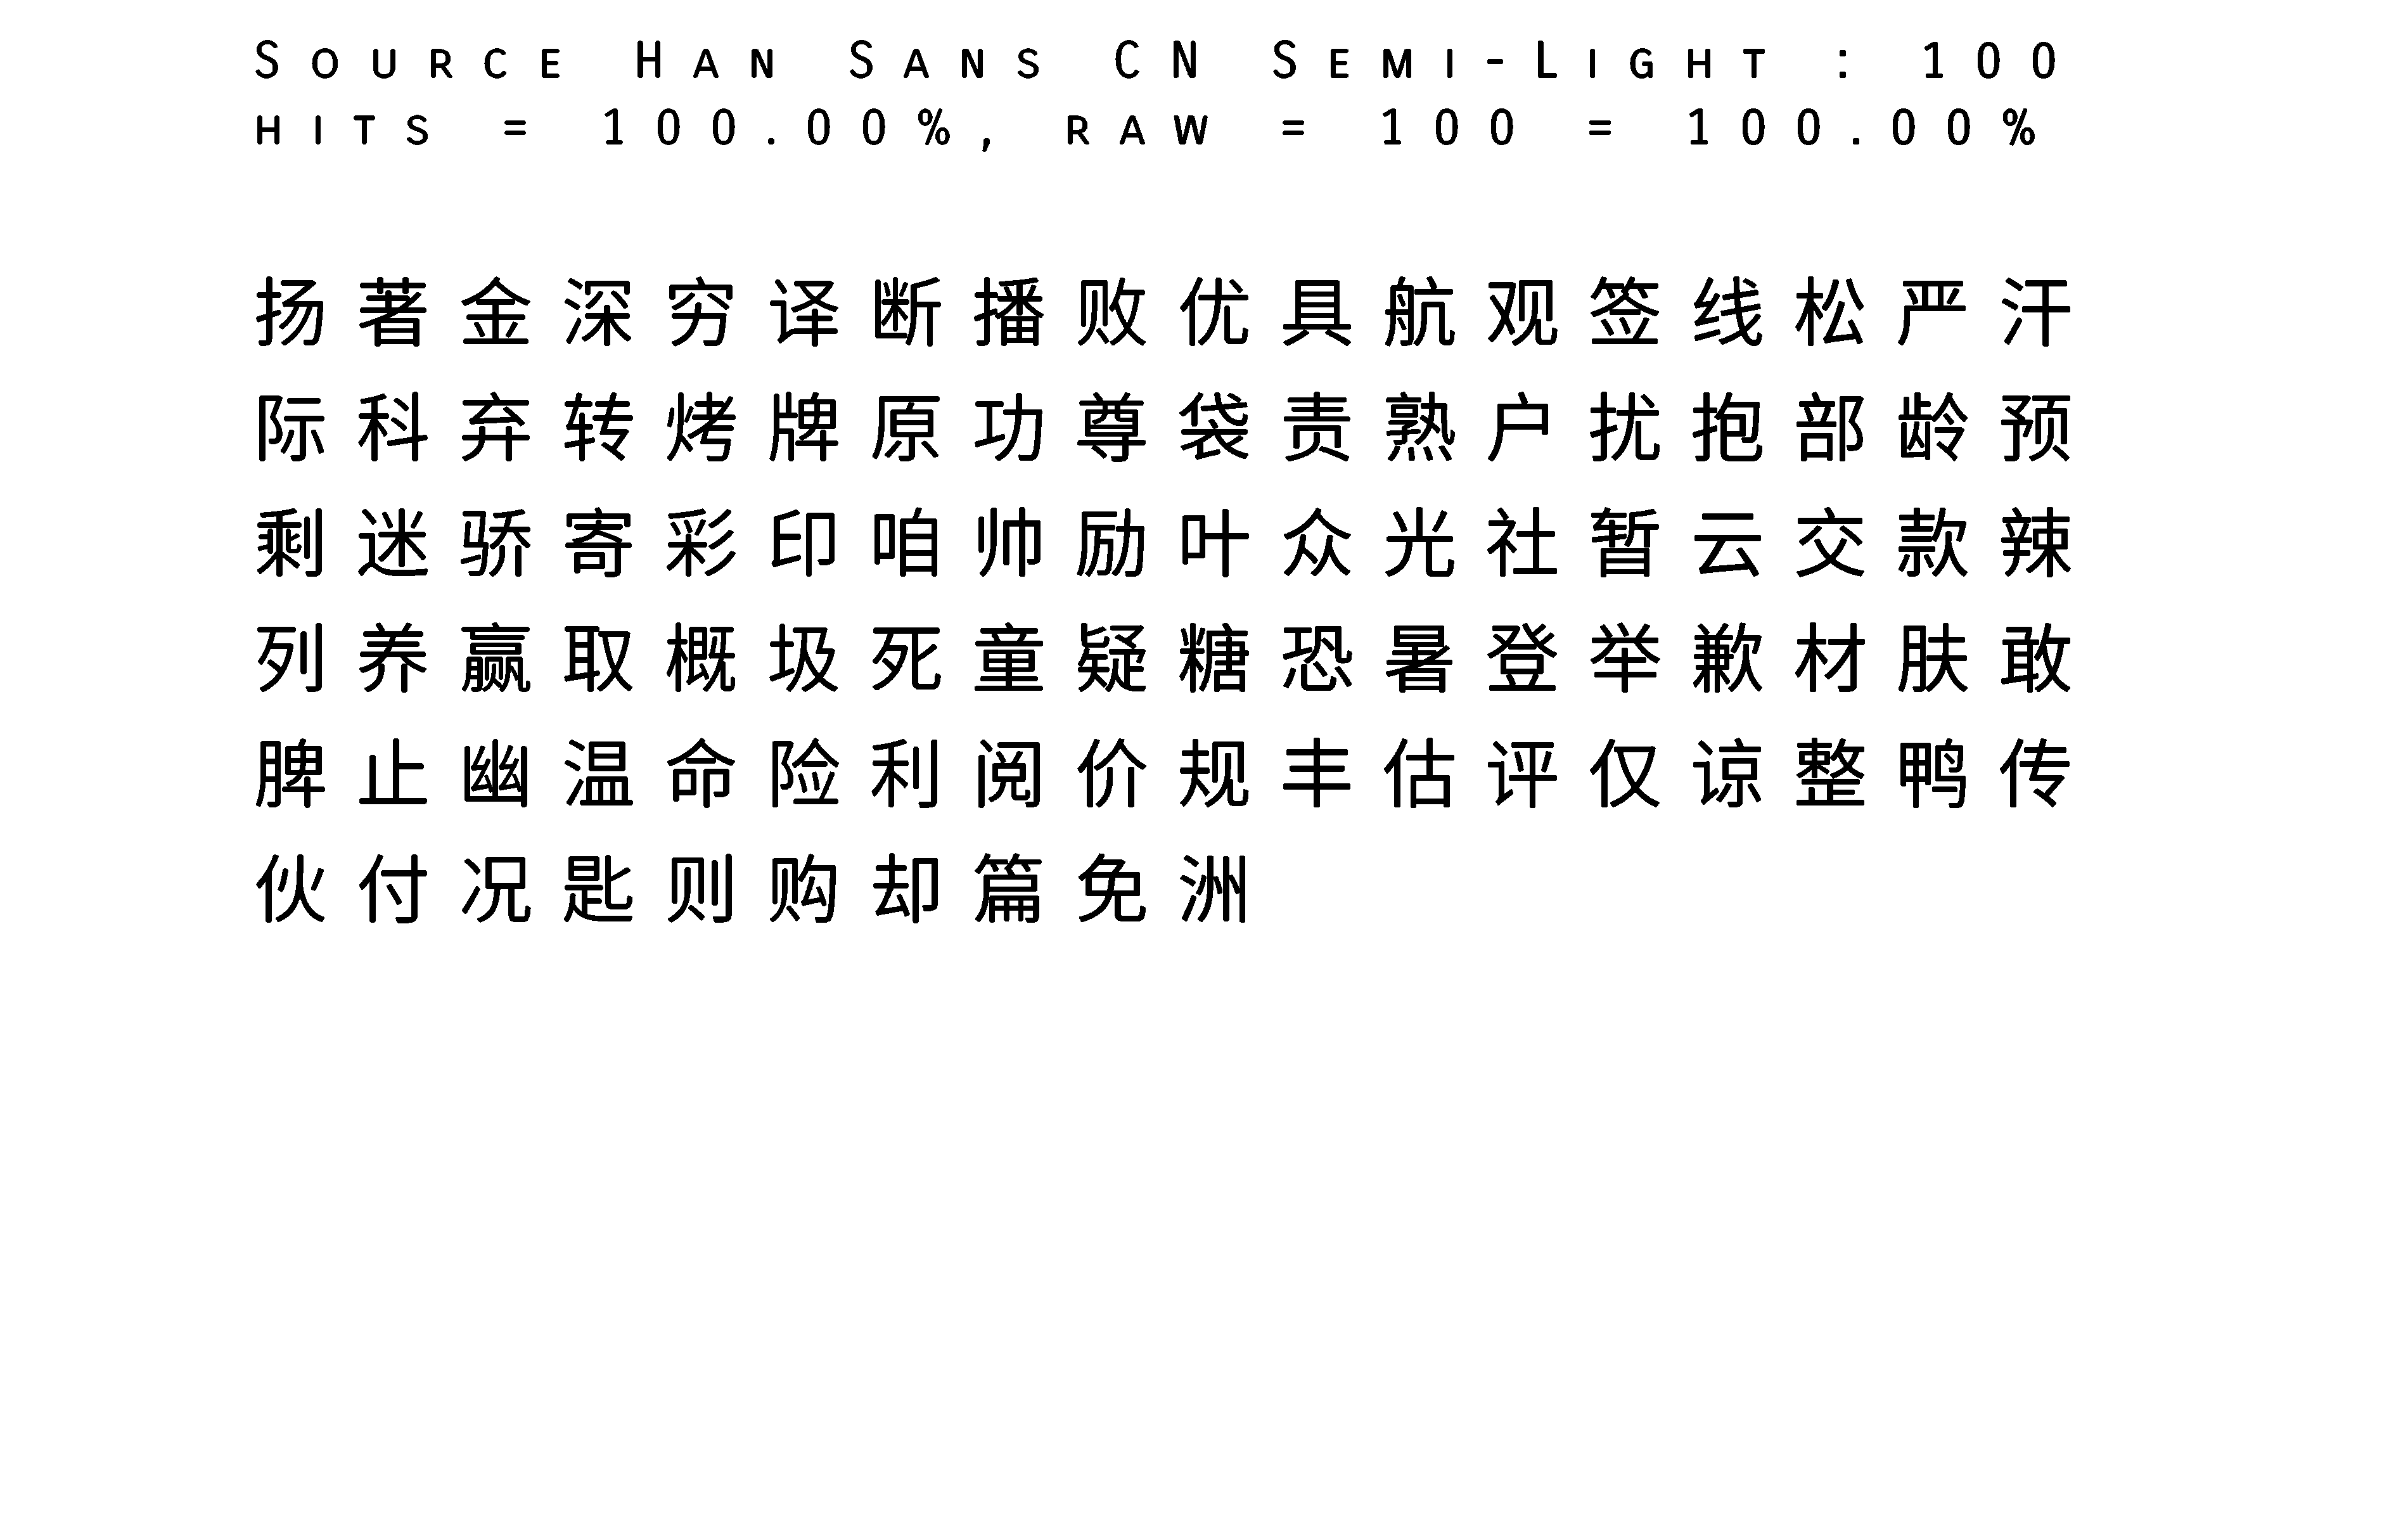 Source Han Sans CN Semi-Light : 100
hits = 100.00%, raw = 100 = 100.00%
扬著金深穷译断播败优具航观签线松严汗
际科弃转烤牌原功尊袋责熟户扰抱部龄预
剩迷骄寄彩印咱帅励叶众光社暂云交款辣
列养赢取概圾死童疑糖恐暑登举歉材肤敢
脾止幽温命险利阅价规丰估评仅谅整鸭传
伙付况匙则购却篇免洲